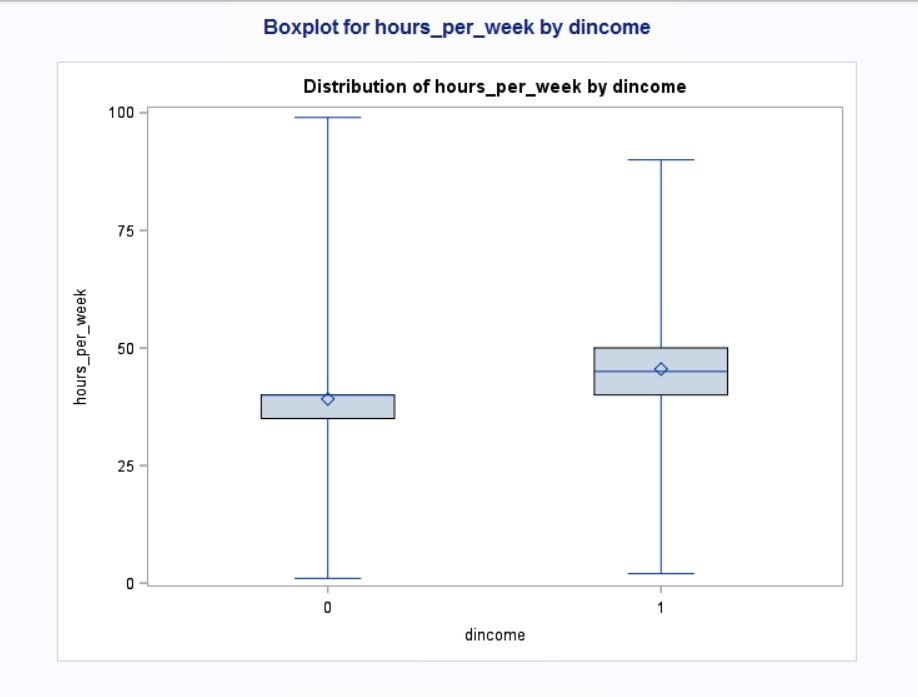 Boxplot for hours_per_week by dincome
Distribution of hours_per_week by dincome
100
75
50
25
0
hours_per_week
0 1
dincome